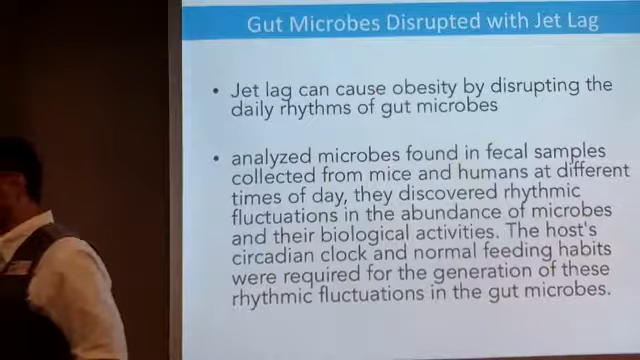 Gut Microbes Disrupted with Jet Lag
• Jet lag can cause obesity by disrupting the
daily rhythms of gut microbes
• analyzed microbes found in fecal samples
collected from mice and humans at different
times of day, they discovered rhythmic
fluctuations in the abundance of microbes
and their biological activities. The host's
circadian clock and normal feeding habits
were required for the generation of these
rhythmic fluctuations in the gut microbes.